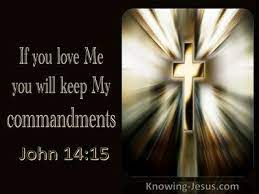 If you love Me
you will keep My
commandments
John 14:15
Knowing-Jesus.com